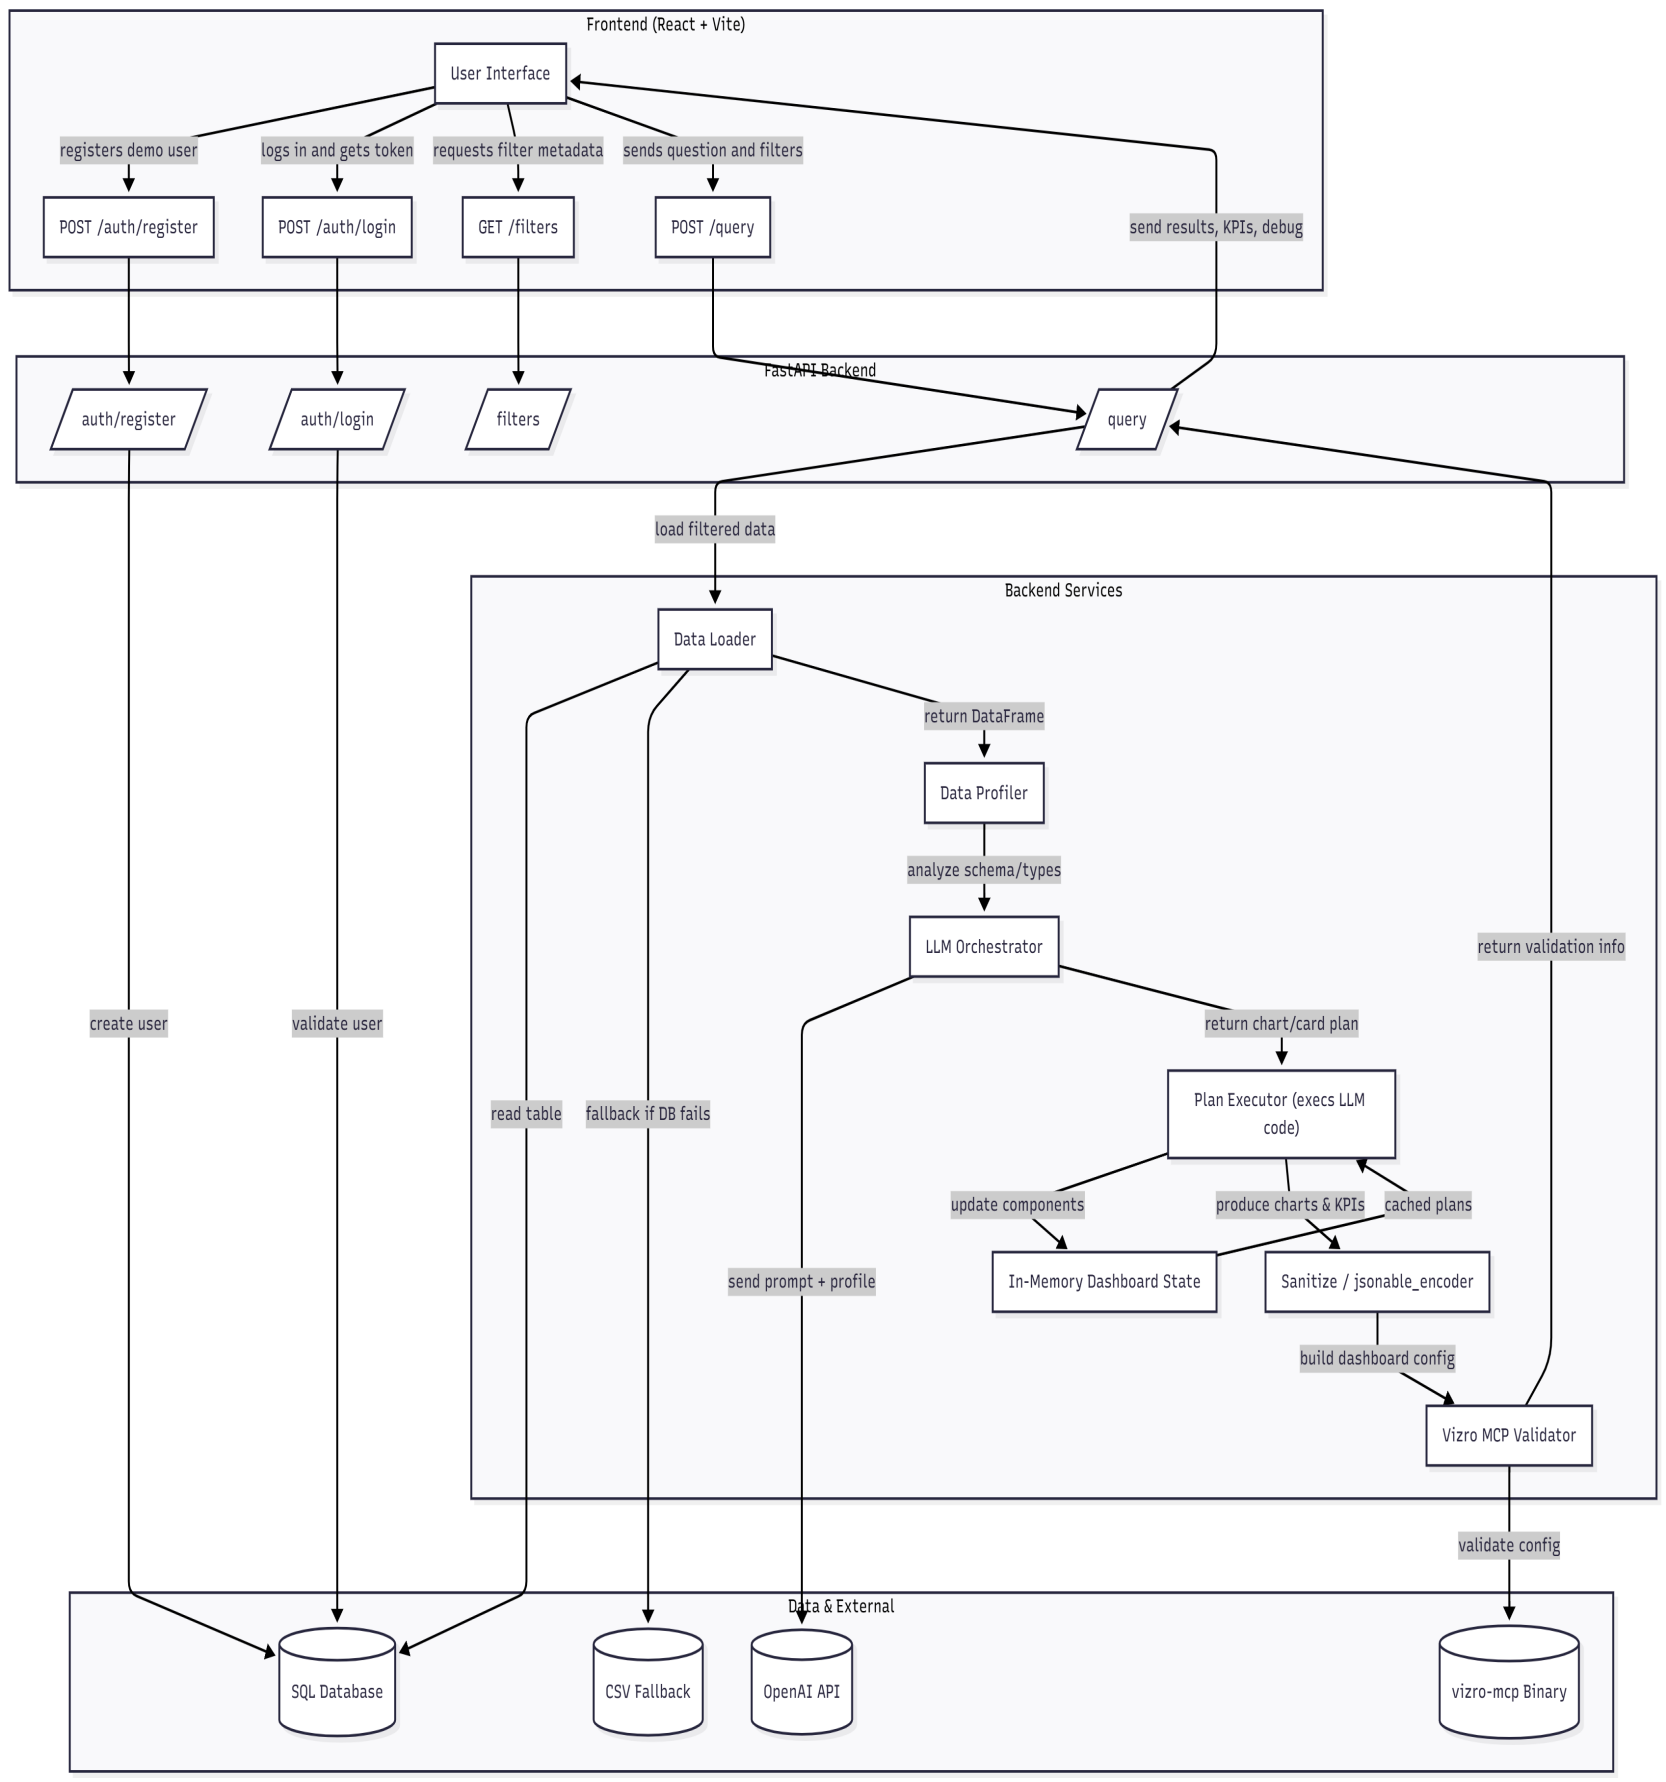 Frontend (React + Vite)
User Interface
registers demo user
logs in and gets token
requests filter metadata
sends question and filters
POST /auth/register
POST /auth/login
GET /filters
POST /query
send results, KPIs, debug
FastAPI Backend
auth/register
auth/login
filters
query
load filtered data
Backend Services
Data Loader
return DataFrame
Data Profiler
analyze schema/types
LLM Orchestrator
return validation info
create user
validate user
return chart/card plan
read table
fallback if DB fails
Plan Executor (execs LLM
code)
update components
produce charts & KPIs
cached plans
send prompt + profile
In-Memory Dashboard State
Sanitize / jsonable_encoder
build dashboard config
Vizro MCP Validator
validate config
Data & External
SQL Database
CSV Fallback
OpenAI API
vizro-mcp Binary